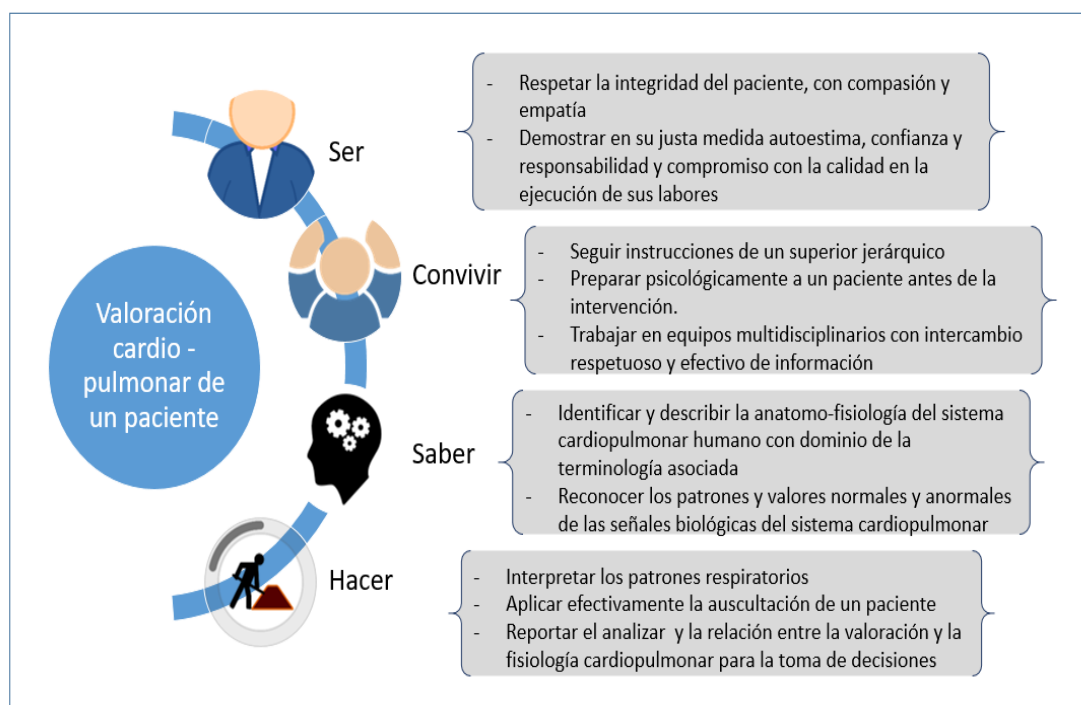 Valoración
cardio -
pulmonar de
un paciente
Ser
- Respetar la integridad del paciente, con compasión y
empatía
- Demostrar en su justa medida autoestima, confianza y
responsabilidad y compromiso con la calidad en la
ejecución de sus labores
Convivir
- Seguir instrucciones de un superior jerárquico
- Preparar psicológicamente a un paciente antes de la
intervención.
- Trabajar en equipos multidisciplinarios con intercambio
respetuoso y efectivo de información
Saber
- Identificar y describir la anatomo-fisiología del sistema
cardiopulmonar humano con dominio de la
terminología asociada
- Reconocer los patrones y valores normales y anormales
de las señales biológicas del sistema cardiopulmonar
Hacer
- Interpretar los patrones respiratorios
- Aplicar efectivamente la auscultación de un paciente
- Reportar el analizar y la relación entre la valoración y la
fisiología cardiopulmonar para la toma de decisiones